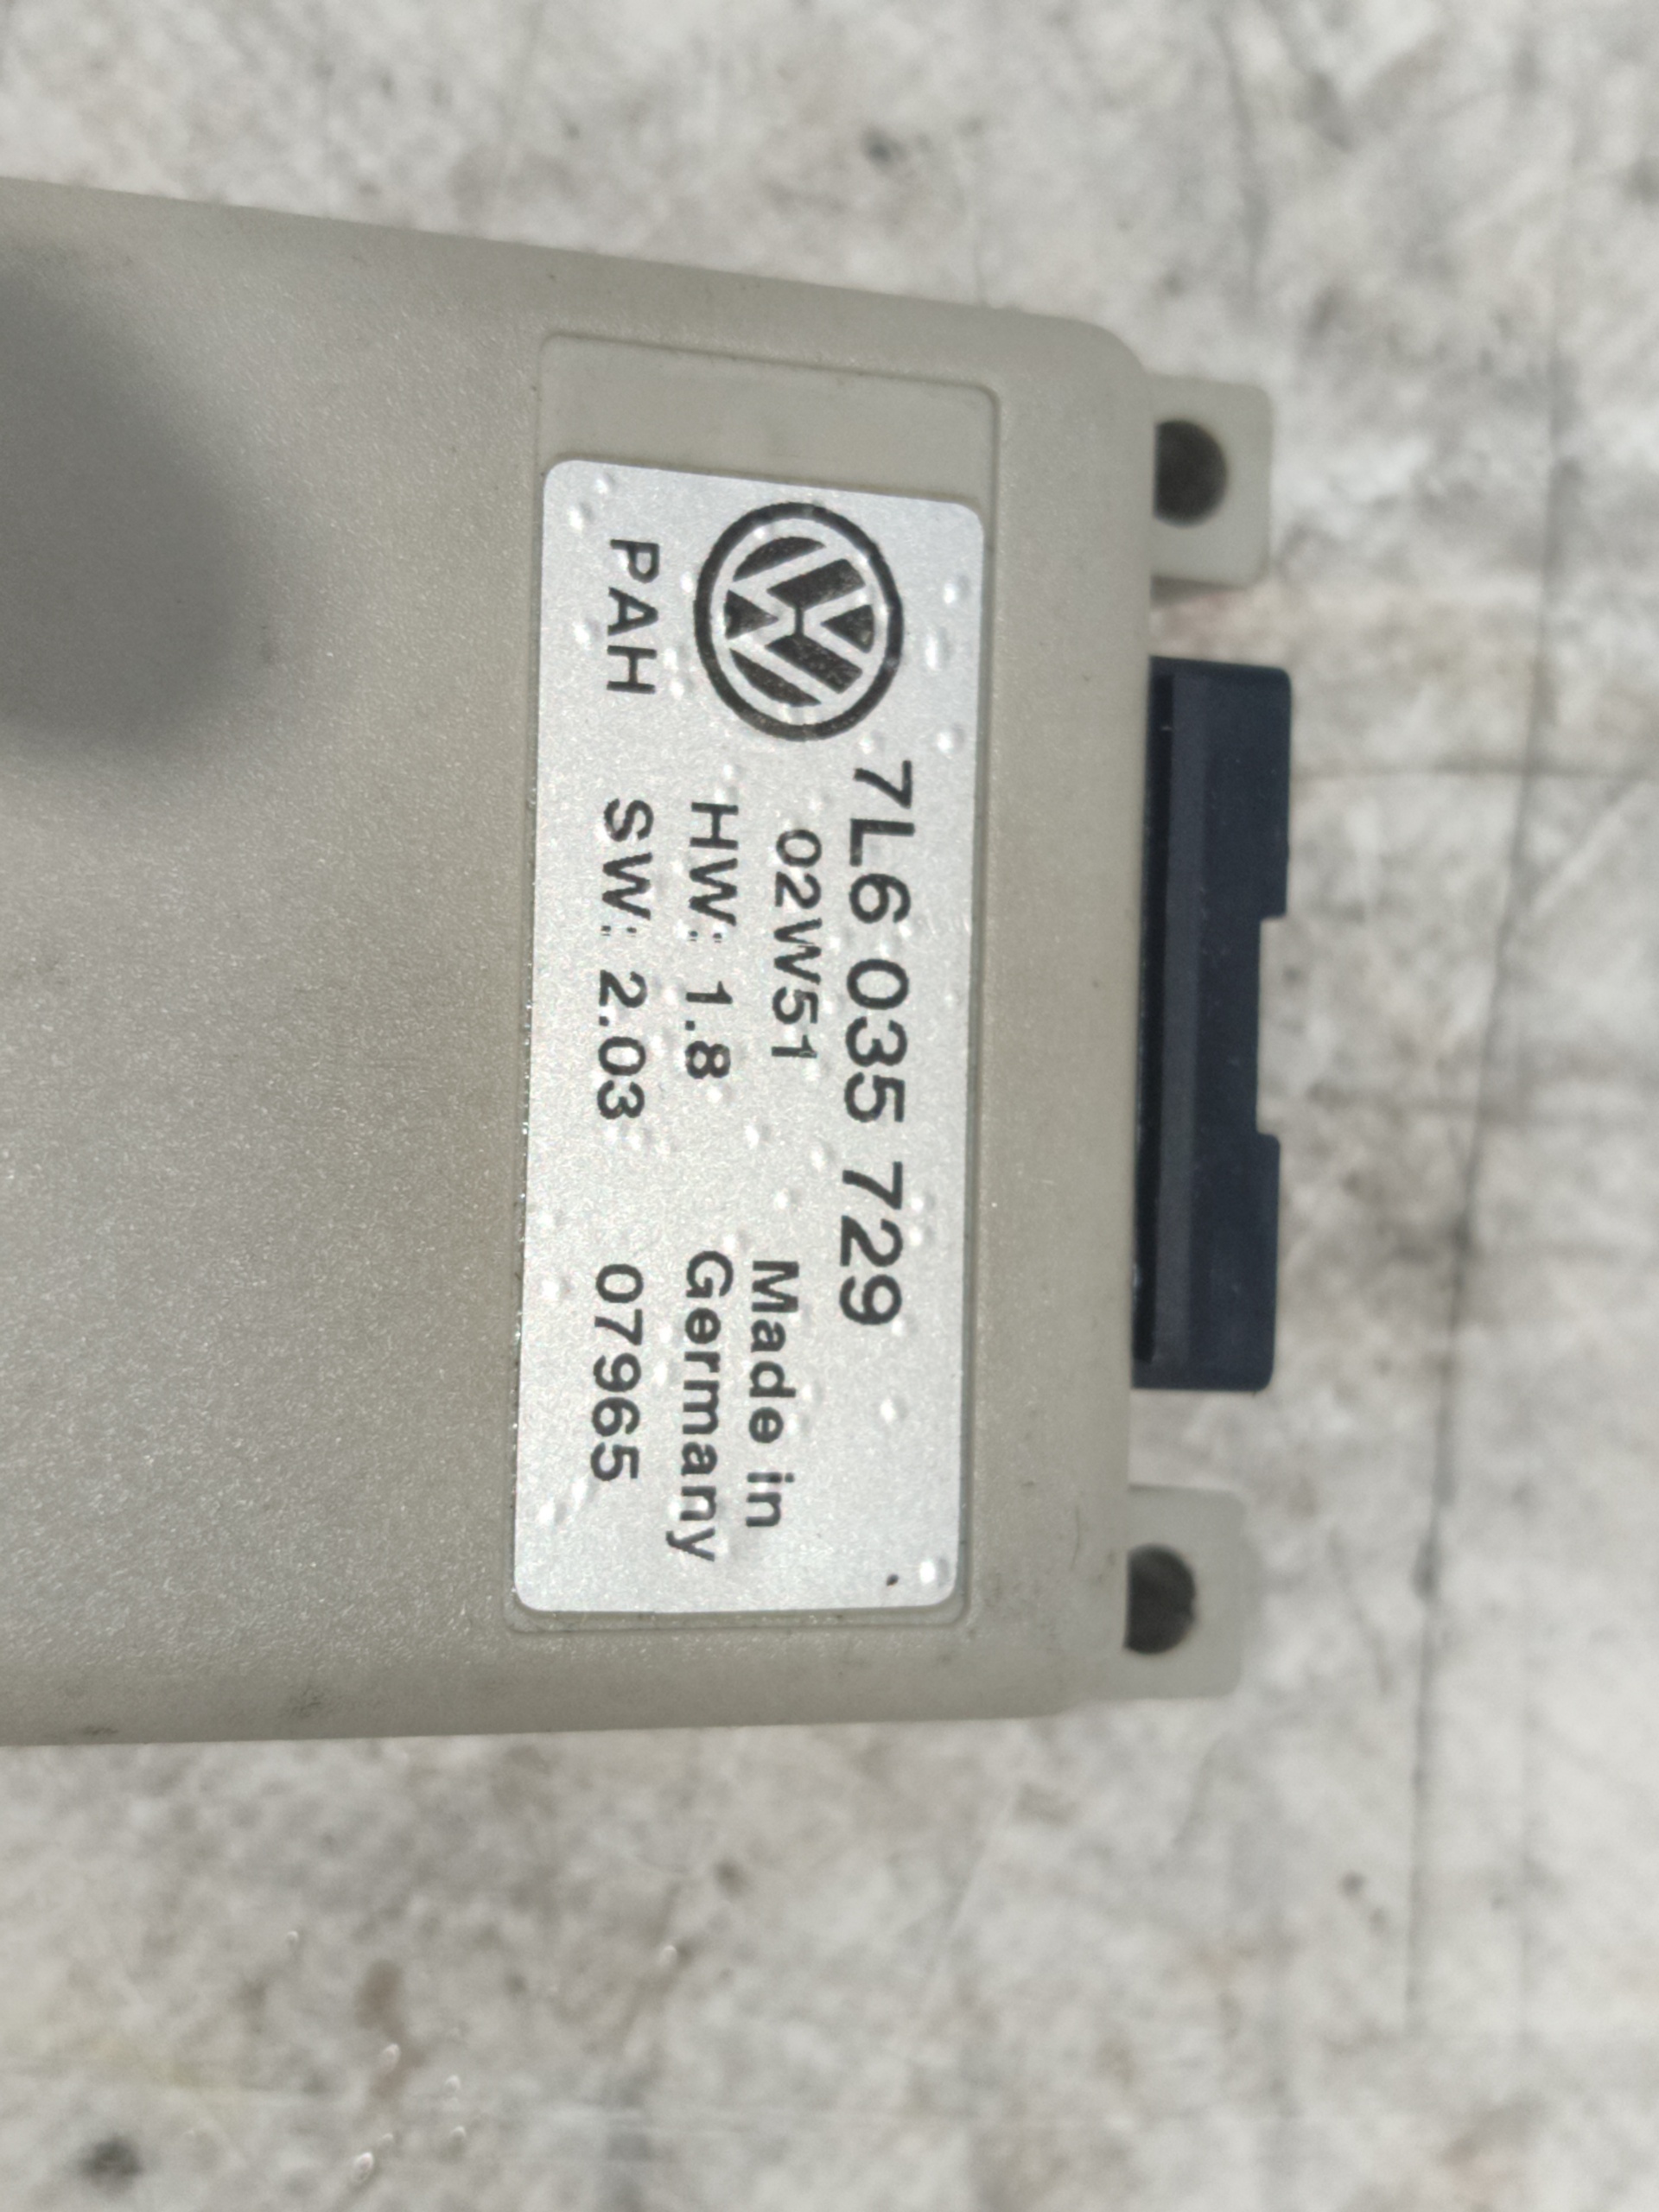 7L6 035 729
02W51 Made in
HW: 1.8 Germany
PAH SW: 2.03 07965